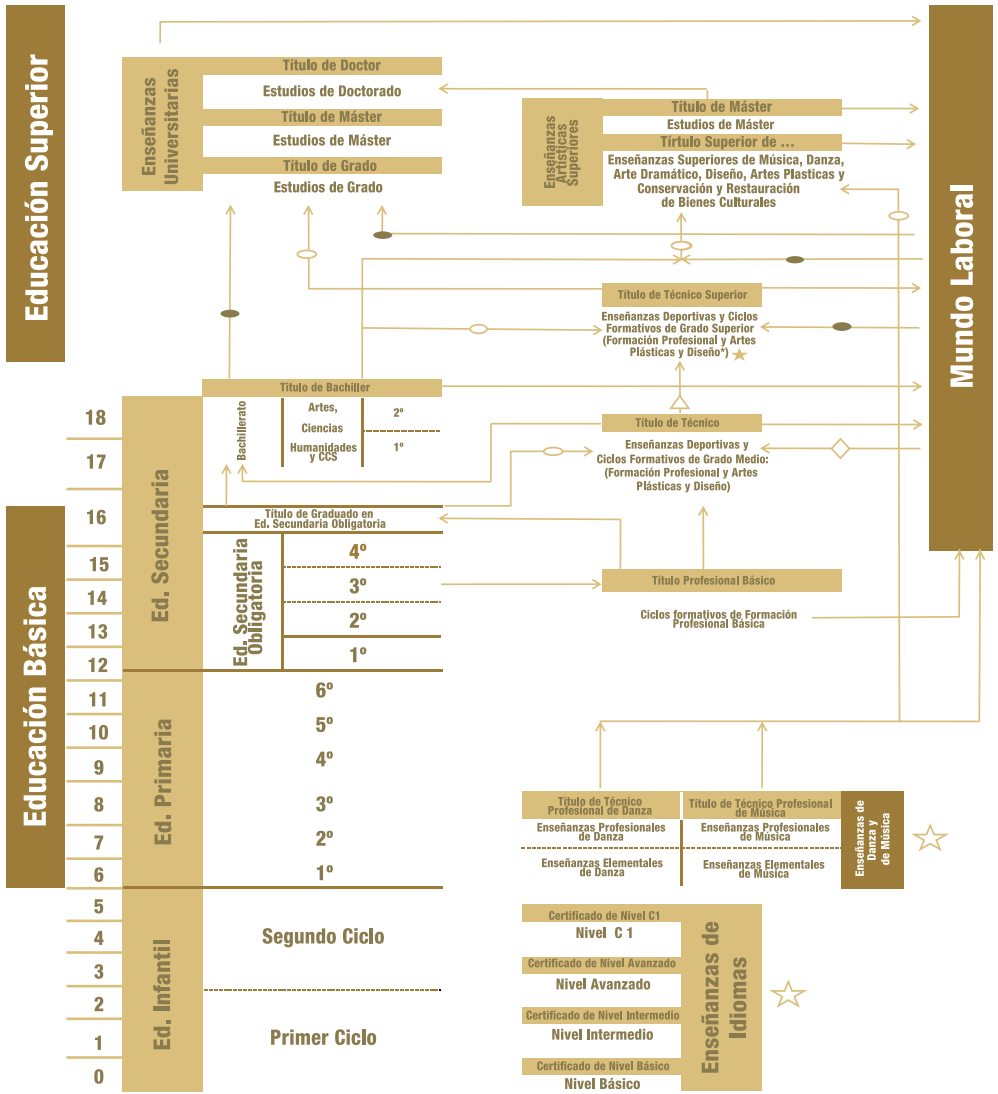 Educación Superior
Enseñanzas
Universitarias
Título de Doctor
Estudios de Doctorado
Título de Máster
Estudios de Máster
Título de Grado
Estudios de Grado
Enseñanzas
Artísticas
Superiores
Título de Máster
Estudios de Máster
Tírtulo Superior de ...
Enseñanzas Superiores de Música, Danza,
Arte Dramático, Diseño, Artes Plasticas y
Conservación y Restauración
de Bienes Culturales
Mundo Laboral
Título de Técnico Superior
Enseñanzas Deportivas y Ciclos
Formativos de Grado Superior
(Formación Profesional y Artes
Plásticas y Diseño*)
Título de Bachiller
Bachillerato
Artes,
Ciencias
Humanidades
y CCS
2º
1º
Título de Técnico
Enseñanzas Deportivas y
Ciclos Formativos de Grado Medio:
(Formación Profesional y Artes
Plásticas y Diseño)
Educación Básica
18
17
16
15
14
13
12
11
10
9
8
7
6
5
4
3
2
1
0
Ed. Secundaria
Título de Graduado en
Ed. Secundaria Obligatoria
Ed. Secundaria
Obligatoria
4º
3º
2º
1º
Título Profesional Básico
Ciclos formativos de Formación
Profesional Básica
Ed. Primaria
6º
5º
4º
3º
2º
1º
Título de Técnico
Profesional de Danza
Enseñanzas Profesionales
de Danza
Enseñanzas Elementales
de Danza
Título de Técnico Profesional
de Música
Enseñanzas Profesionales
de Música
Enseñanzas Elementales
de Música
Enseñanzas de
Danza y
de Música
Ed. Infantil
Segundo Ciclo
Primer Ciclo
Certificado de Nivel C1
Nivel C 1
Certificado de Nivel Avanzado
Nivel Avanzado
Certificado de Nivel Intermedio
Nivel Intermedio
Certificado de Nivel Básico
Nivel Básico
Enseñanzas de
Idiomas